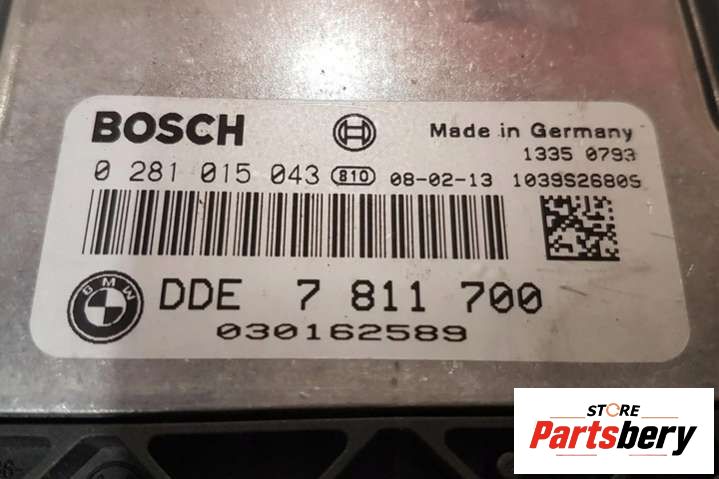 BOSCH
Made in Germany
1335 0793
0 281 015 043 810 08-02-13 1039S2680S
BMW
DDE 7 811 700
030162589
STORE
Partsbery